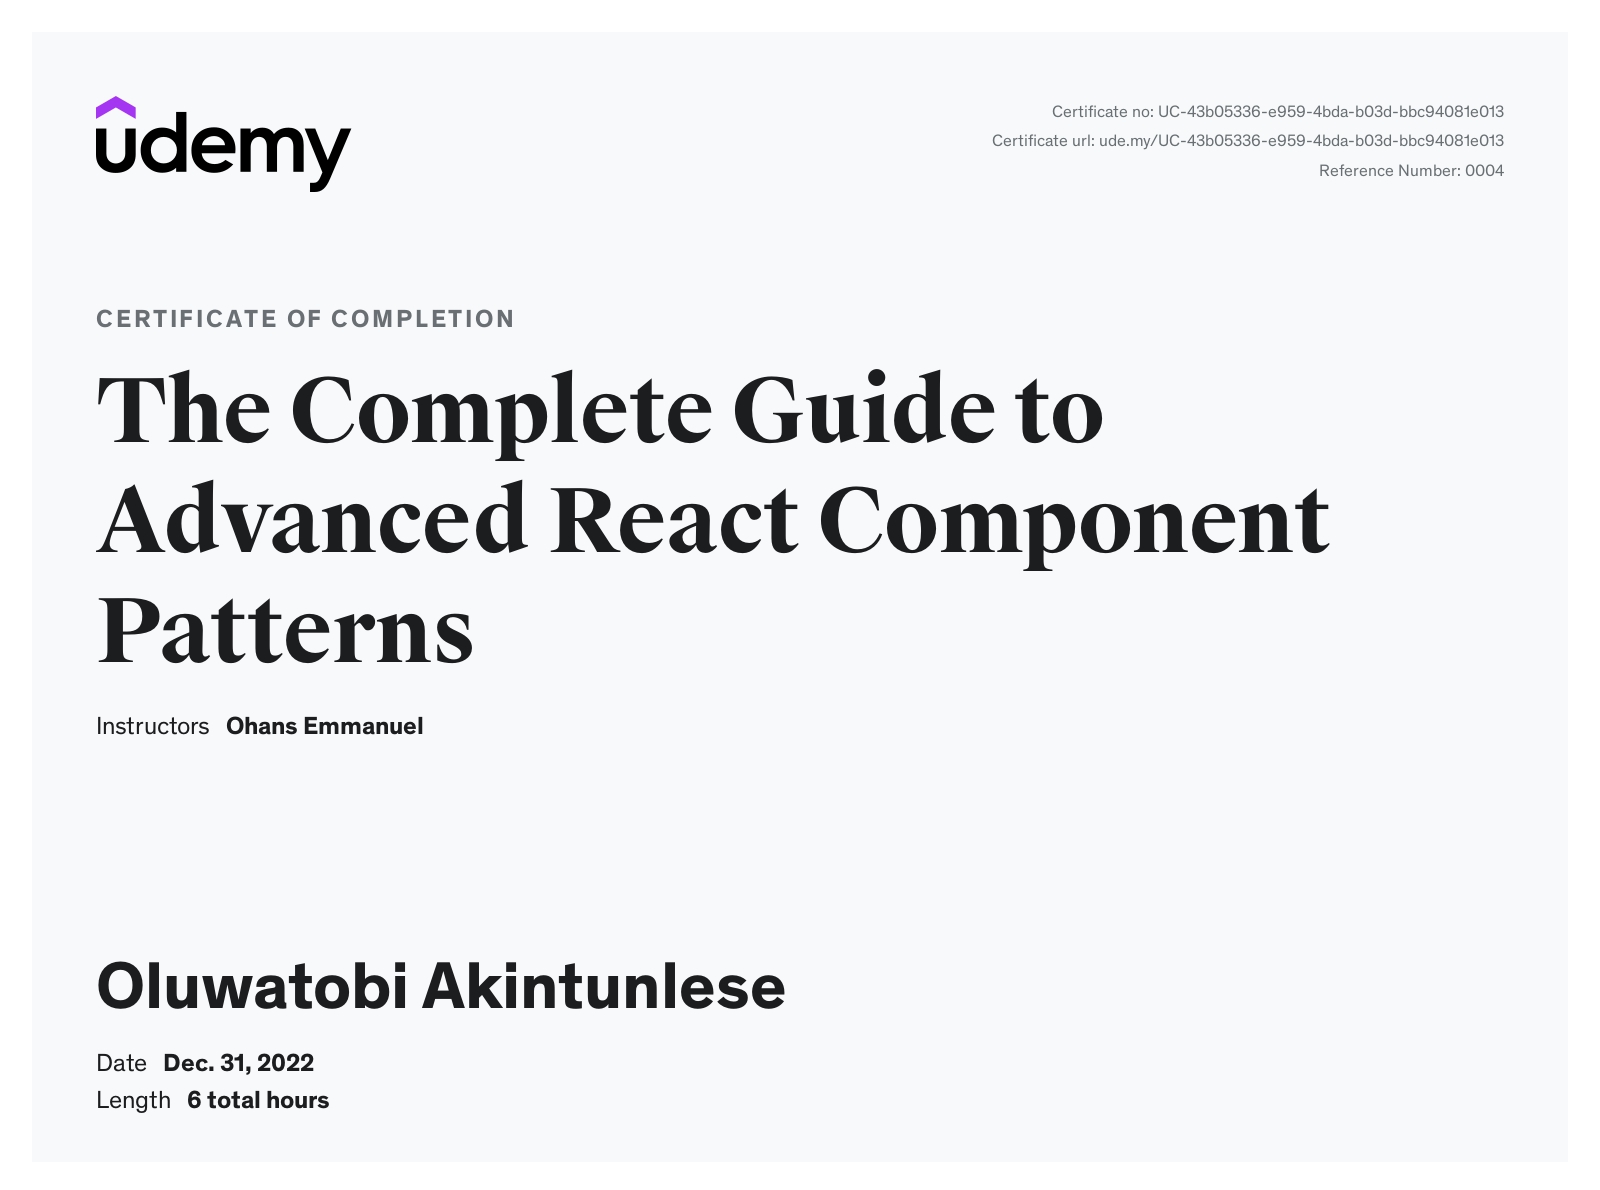 udemy
Certificate no: UC-43b05336-e959-4bda-b03d-bbc94081e013
Certificate url: ude.my/UC-43b05336-e959-4bda-b03d-bbc94081e013
Reference Number: 0004
CERTIFICATE OF COMPLETION
The Complete Guide to
Advanced React Component
Patterns
Instructors Ohans Emmanuel
Oluwatobi Akintunlese
Date Dec. 31, 2022
Length 6 total hours